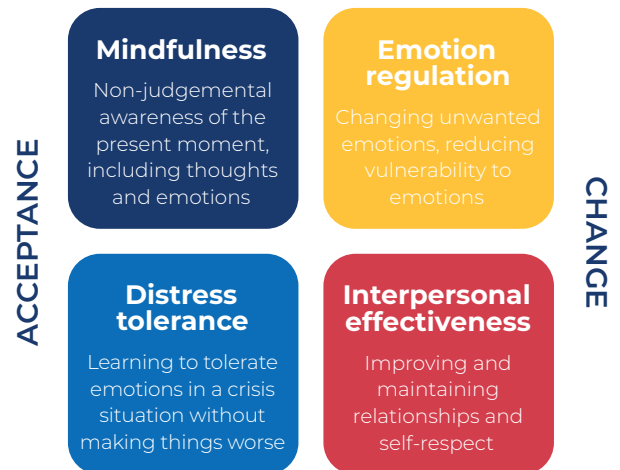 ACCEPTANCE
Mindfulness
Non-judgemental
awareness of the
present moment,
including thoughts
and emotions
Emotion
regulation
Changing unwanted
emotions, reducing
vulnerability to
emotions
Distress
tolerance
Learning to tolerate
emotions in a crisis
situation without
making things worse
Interpersonal
effectiveness
Improving and
maintaining
relationships and
self-respect
CHANGE